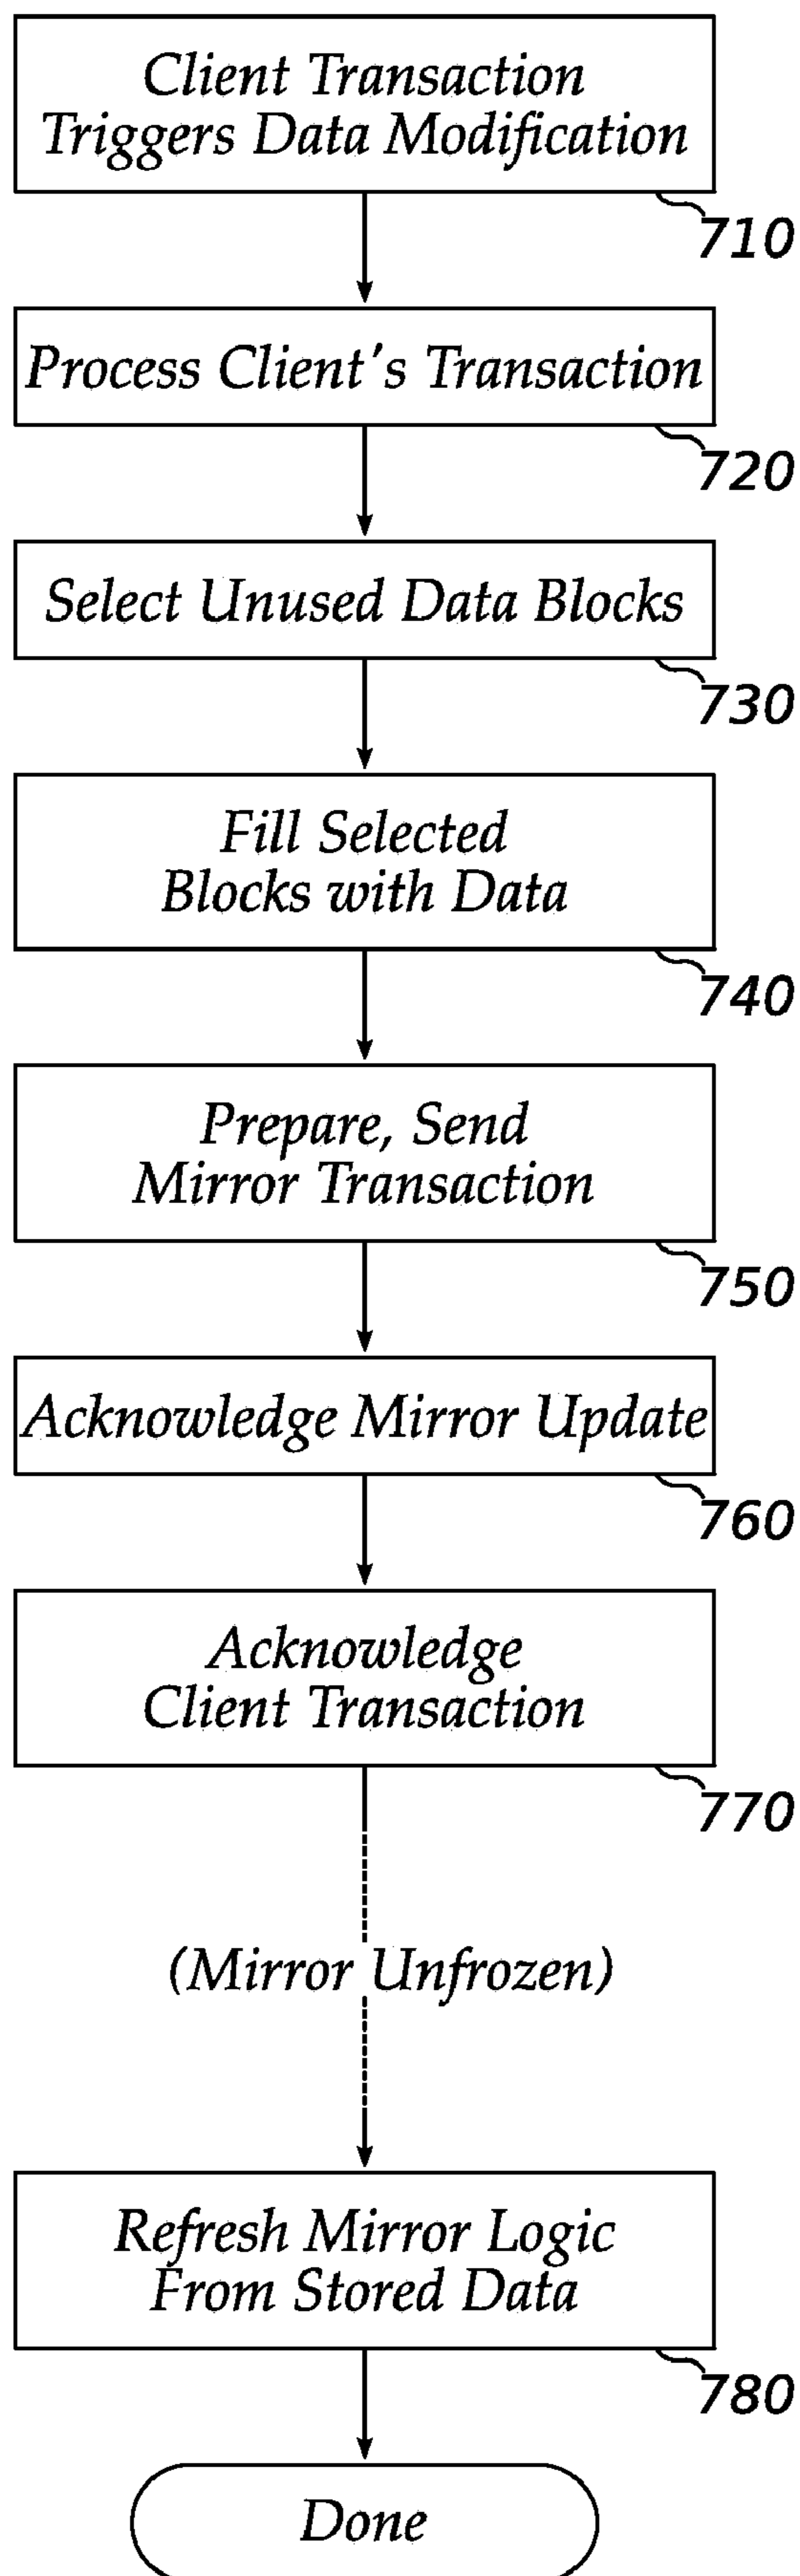 Client Transaction
Triggers Data Modification
710
Process Client's Transaction
720
Select Unused Data Blocks
730
Fill Selected
Blocks with Data
740
Prepare, Send
Mirror Transaction
750
Acknowledge Mirror Update
760
Acknowledge
Client Transaction
770
(Mirror Unfrozen)
Refresh Mirror Logic
From Stored Data
780
Done